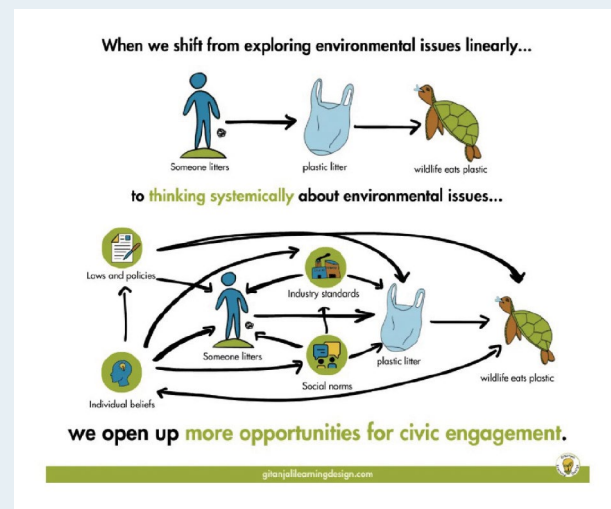 When we shift from exploring environmental issues linearly...
Someone litters
plastic litter
wildlife eats plastic
to thinking systemically about environmental issues...
Laws and policies
Industry standards
Someone litters
plastic litter
Social norms
wildlife eats plastic
Individual beliefs
we open up more opportunities for civic engagement.
gitanjalilearningdesign.com